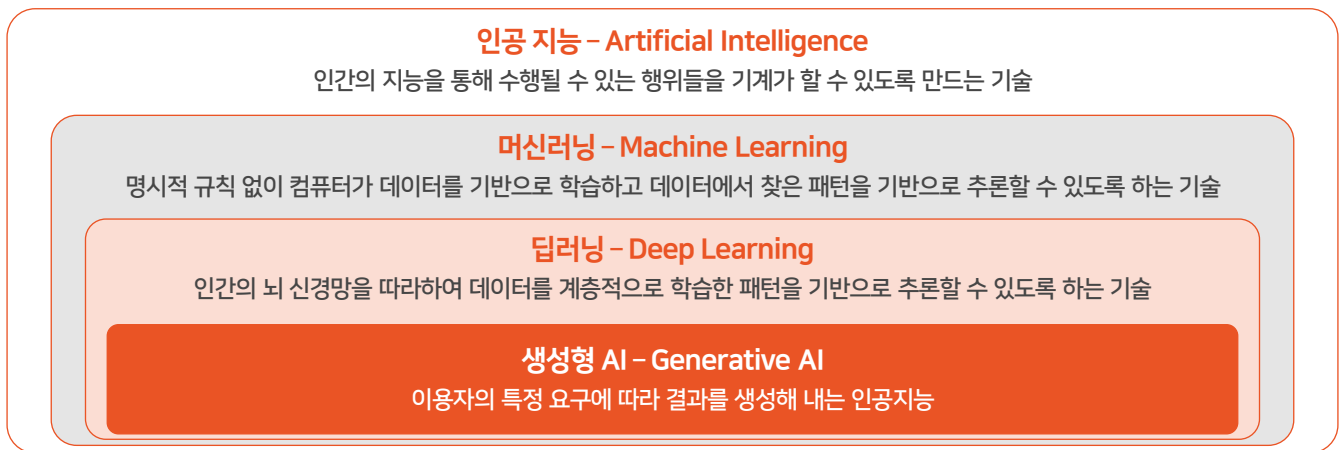 인공 지능 – Artificial Intelligence
인간의 지능을 통해 수행될 수 있는 행위들을 기계가 할 수 있도록 만드는 기술
머신러닝 – Machine Learning
명시적 규칙 없이 컴퓨터가 데이터를 기반으로 학습하고 데이터에서 찾은 패턴을 기반으로 추론할 수 있도록 하는 기술
딥러닝 – Deep Learning
인간의 뇌 신경망을 따라하여 데이터를 계층적으로 학습한 패턴을 기반으로 추론할 수 있도록 하는 기술
생성형 AI – Generative AI
이용자의 특정 요구에 따라 결과를 생성해 내는 인공지능